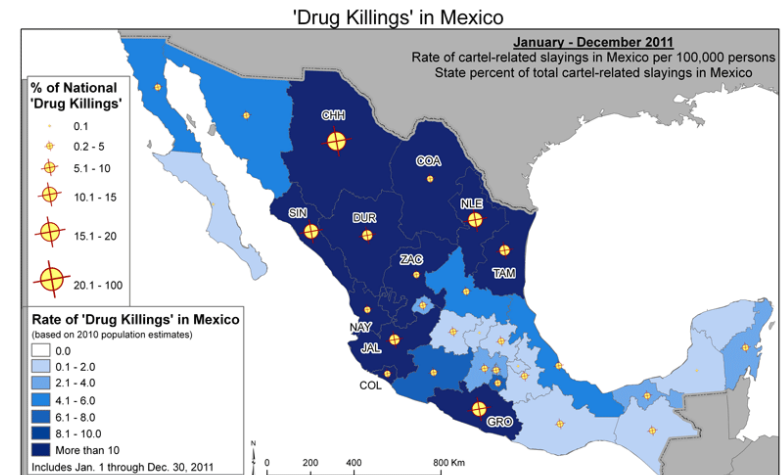 'Drug Killings' in Mexico
January - December 2011
Rate of cartel-related slayings in Mexico per 100,000 persons
State percent of total cartel-related slayings in Mexico
% of National
'Drug Killings'
0.1
0.2 - 5
5.1 - 10
10.1 - 15
15.1 - 20
20.1 - 100
CHH
COA
NLE
SIN
DUR
ZAC
TAM
NAY
JAL
COL
GRO
Rate of 'Drug Killings' in Mexico
(based on 2010 population estimates)
0.0
0.1 - 2.0
2.1 - 4.0
4.1 - 6.0
6.1 - 8.0
8.1 - 10.0
More than 10
Includes Jan. 1 through Dec. 30, 2011
N
S
0 200 400 800 Km